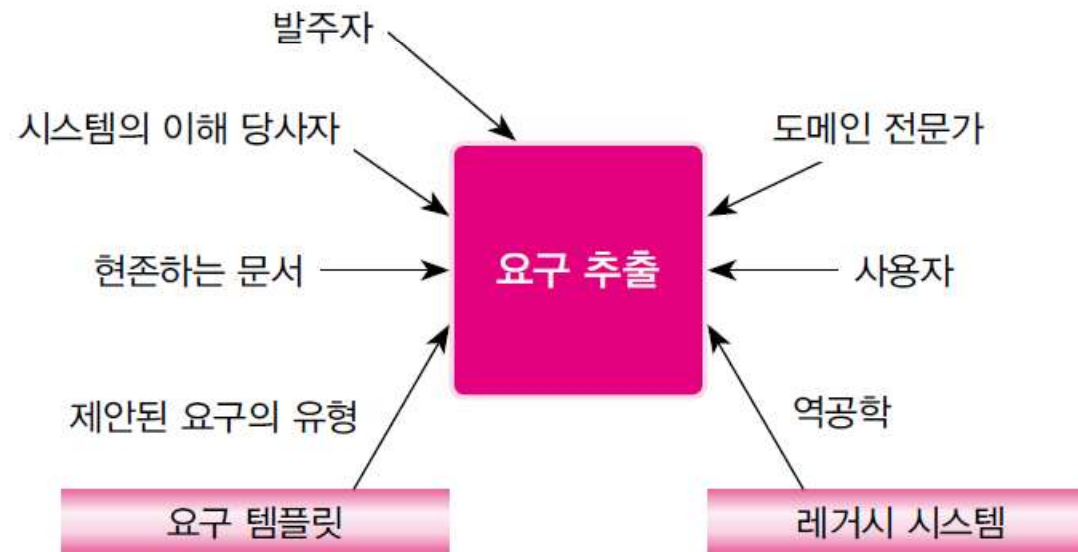 발주자
시스템의 이해 당사자
도메인 전문가
현존하는 문서
요구 추출
사용자
제안된 요구의 유형
역공학
요구 템플릿
레거시 시스템